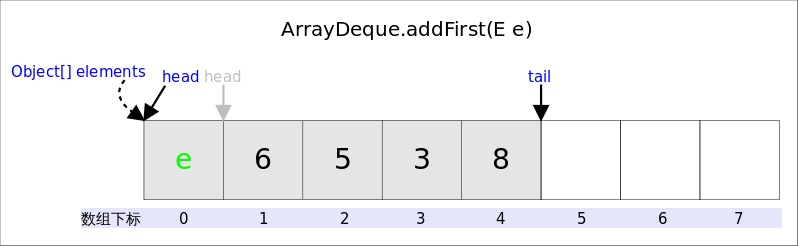 ArrayDeque.addFirst(E e)
Object[] elements head head tail
e 6 5 3 8
数组下标 0 1 2 3 4 5 6 7